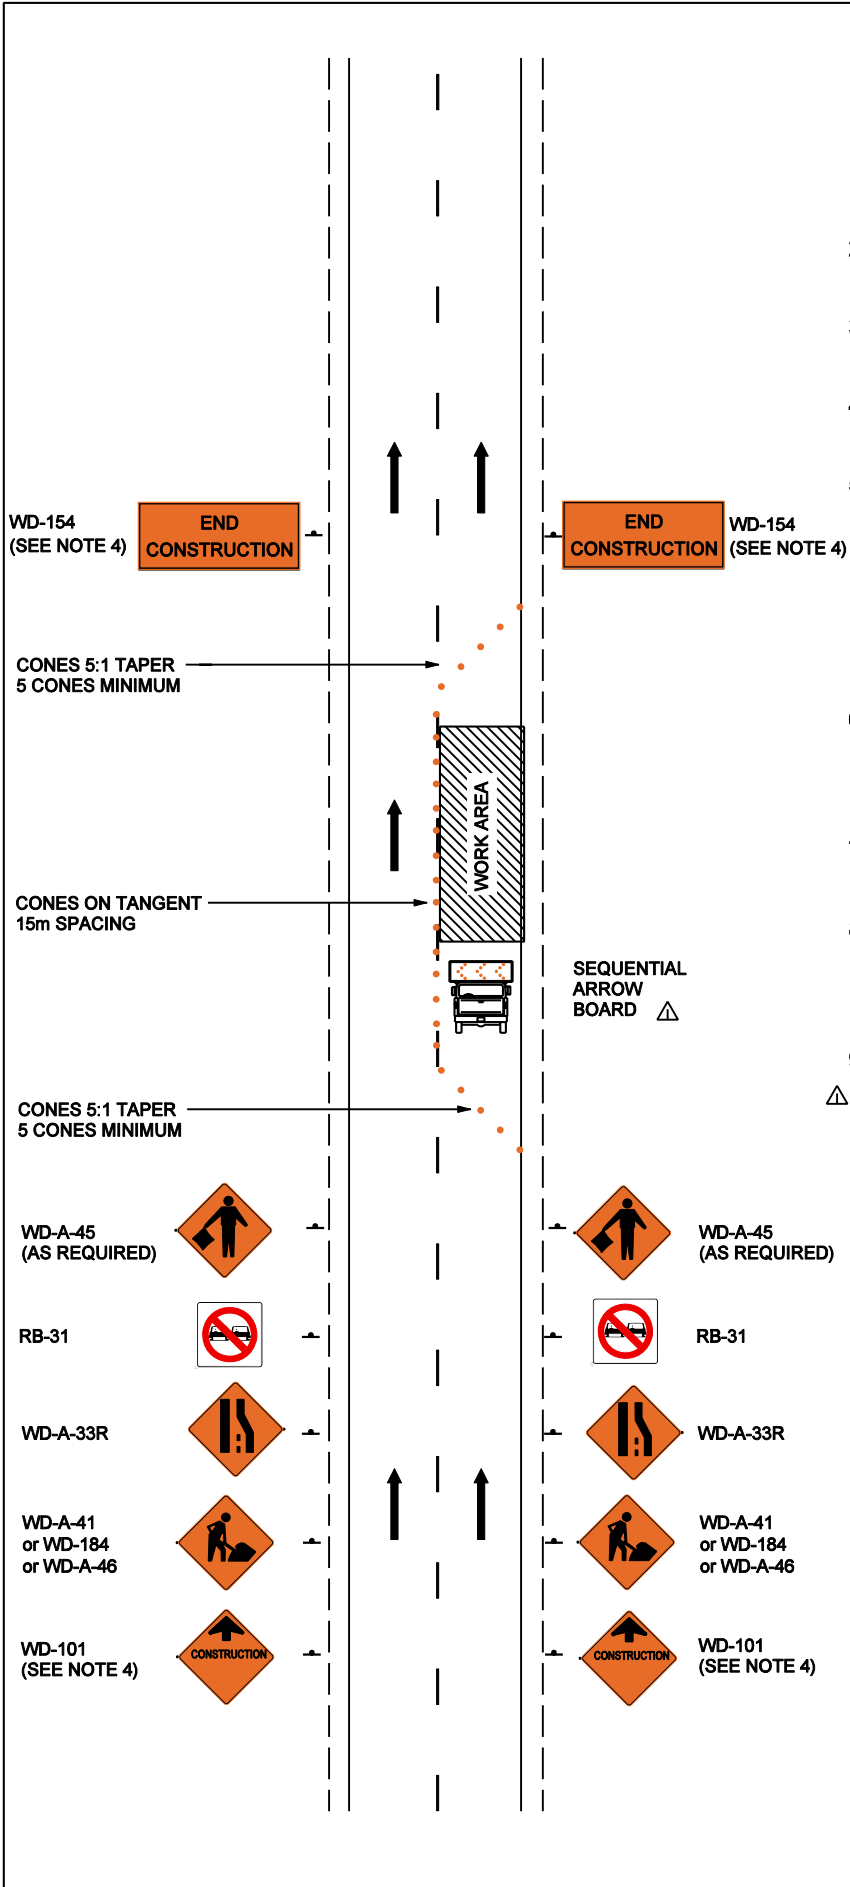 WD-154
(SEE NOTE 4)
END
CONSTRUCTION
END
CONSTRUCTION
WD-154
(SEE NOTE 4)
CONES 5:1 TAPER
5 CONES MINIMUM
WORK AREA
CONES ON TANGENT
15m SPACING
SEQUENTIAL
ARROW
BOARD
CONES 5:1 TAPER
5 CONES MINIMUM
WD-A-45
(AS REQUIRED)
WD-A-45
(AS REQUIRED)
RB-31
RB-31
WD-A-33R
WD-A-33R
WD-A-41
or WD-184
or WD-A-46
WD-A-41
or WD-184
or WD-A-46
WD-101
(SEE NOTE 4)
CONSTRUCTION
CONSTRUCTION
WD-101
(SEE NOTE 4)